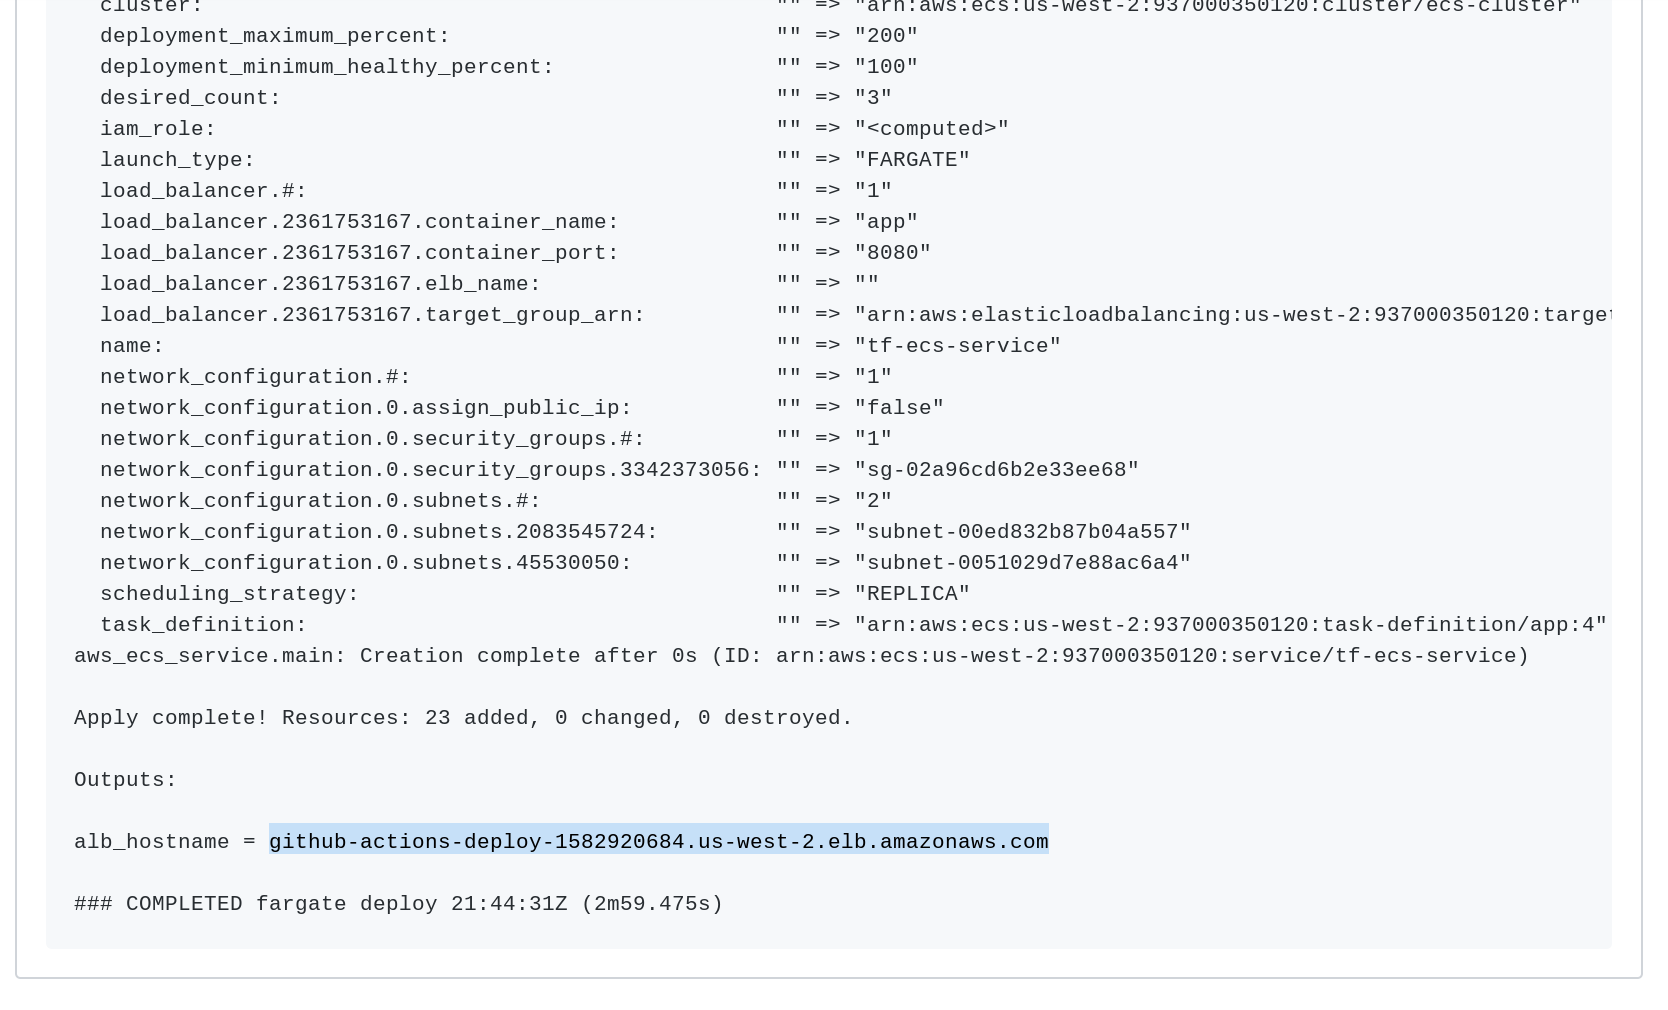 cluster: "" => "arn:aws:ecs:us-west-2:937000350120:cluster/ecs-cluster"
deployment_maximum_percent: "" => "200"
deployment_minimum_healthy_percent: "" => "100"
desired_count: "" => "3"
iam_role: "" => "<computed>"
launch_type: "" => "FARGATE"
load_balancer.#: "" => "1"
load_balancer.2361753167.container_name: "" => "app"
load_balancer.2361753167.container_port: "" => "8080"
load_balancer.2361753167.elb_name: "" => ""
load_balancer.2361753167.target_group_arn: "" => "arn:aws:elasticloadbalancing:us-west-2:937000350120:target
name: "" => "tf-ecs-service"
network_configuration.#: "" => "1"
network_configuration.0.assign_public_ip: "" => "false"
network_configuration.0.security_groups.#: "" => "1"
network_configuration.0.security_groups.3342373056: "" => "sg-02a96cd6b2e33ee68"
network_configuration.0.subnets.#: "" => "2"
network_configuration.0.subnets.2083545724: "" => "subnet-00ed832b87b04a557"
network_configuration.0.subnets.45530050: "" => "subnet-0051029d7e88ac6a4"
scheduling_strategy: "" => "REPLICA"
task_definition: "" => "arn:aws:ecs:us-west-2:937000350120:task-definition/app:4"
aws_ecs_service.main: Creation complete after 0s (ID: arn:aws:ecs:us-west-2:937000350120:service/tf-ecs-service)
Apply complete! Resources: 23 added, 0 changed, 0 destroyed.
Outputs:
alb_hostname = github-actions-deploy-1582920684.us-west-2.elb.amazonaws.com
### COMPLETED fargate deploy 21:44:31Z (2m59.475s)